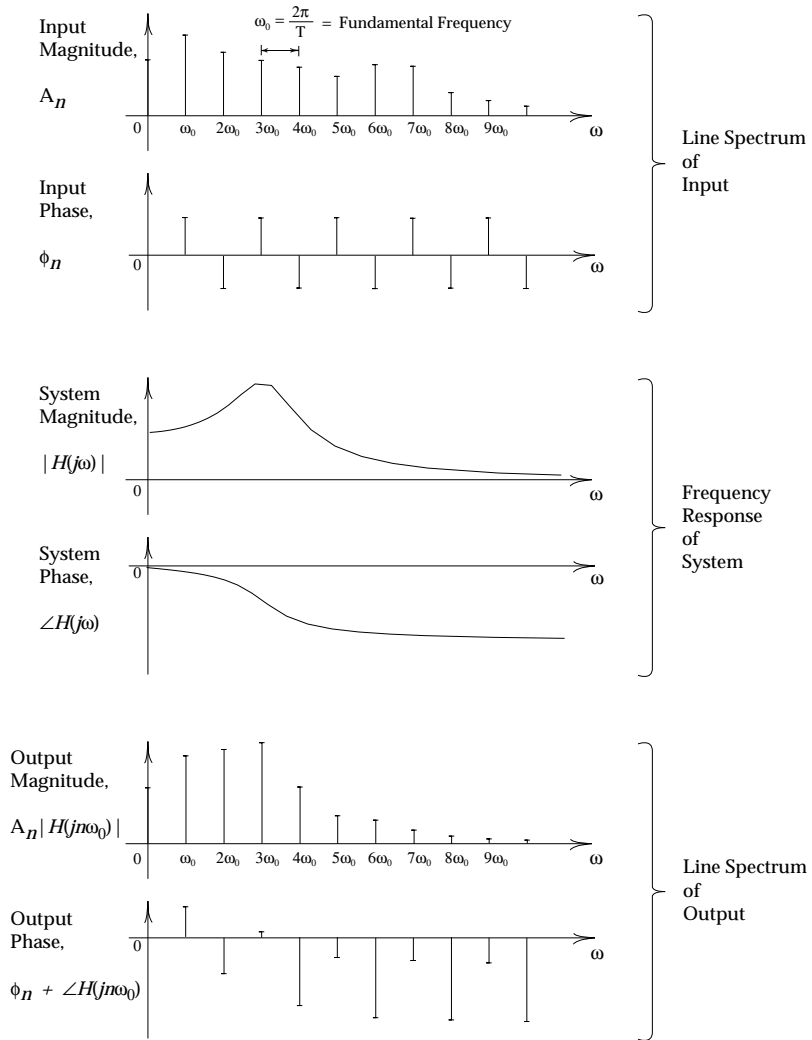 ω₀ = 2π/T = Fundamental Frequency
Input
Magnitude,
Aₙ
0 ω₀ 2ω₀ 3ω₀ 4ω₀ 5ω₀ 6ω₀ 7ω₀ 8ω₀ 9ω₀ ω
Line Spectrum
of
Input
Input
Phase,
ϕₙ
0 ω
System
Magnitude,
| H(jω) |
0 ω
Frequency
Response
of
System
System
Phase,
∠H(jω)
0 ω
Output
Magnitude,
Aₙ| H(jnω₀) |
0 ω₀ 2ω₀ 3ω₀ 4ω₀ 5ω₀ 6ω₀ 7ω₀ 8ω₀ 9ω₀ ω
Line Spectrum
of
Output
Output
Phase,
ϕₙ + ∠H(jnω₀)
0 ω